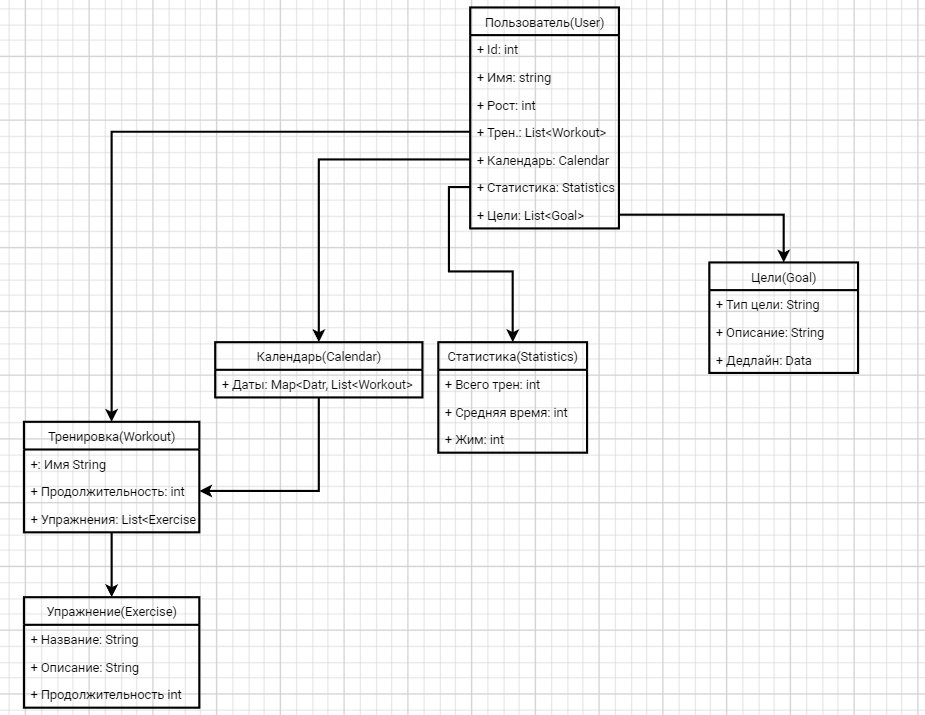 Пользователь(User)
+ Id: int
+ Имя: string
+ Рост: int
+ Трен.: List<Workout>
+ Календарь: Calendar
+ Статистика: Statistics
+ Цели: List<Goal>
Цели(Goal)
+ Тип цели: String
+ Описание: String
+ Дедлайн: Data
Календарь(Calendar)
+ Даты: Map<Datr, List<Workout>
Статистика(Statistics)
+ Всего трен: int
+ Средняя время: int
+ Жим: int
Тренировка(Workout)
+: Имя String
+ Продолжительность: int
+ Упражнения: List<Exercise
Упражнение(Exercise)
+ Название: String
+ Описание: String
+ Продолжительность int